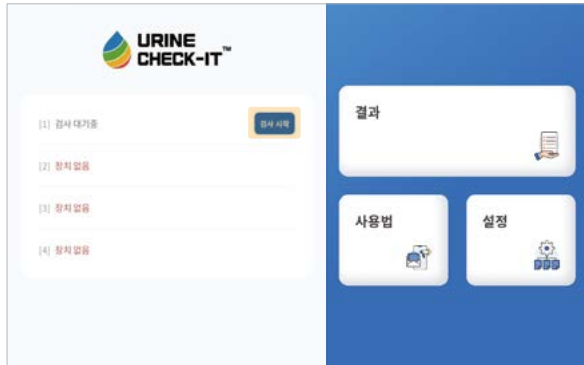 URINE
CHECK-IT™
[1] 검사 대기중
검사 시작
[2] 장치 없음
[3] 장치 없음
[4] 장치 없음
결과
사용법
설정